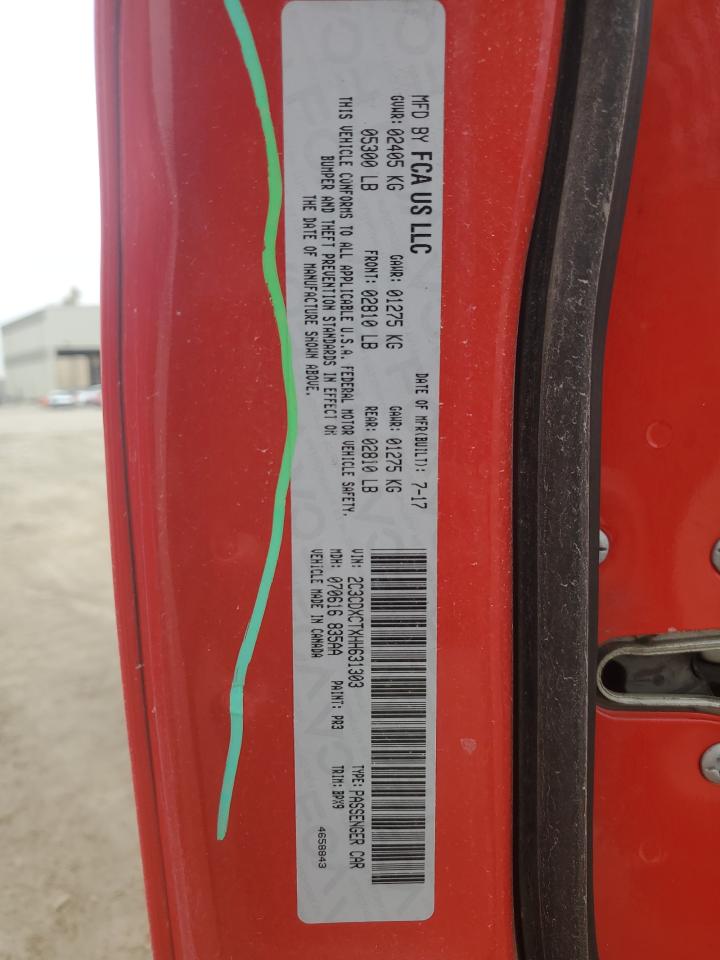 MFD BY FCA US LLC
DATE OF MFR(BUILT): 7-17
GVWR: 02405 KG GAWR: 01275 KG GAWR: 01275 KG
05300 LB FRONT: 02810 LB REAR: 02810 LB
THIS VEHICLE CONFORMS TO ALL APPLICABLE U.S.A. FEDERAL MOTOR VEHICLE SAFETY,
BUMPER AND THEFT PREVENTION STANDARDS IN EFFECT ON
THE DATE OF MANUFACTURE SHOWN ABOVE.
VIN: 2C3CDXCTXHH631303 TYPE: PASSENGER CAR
MDH: 070616 835AA PAINT: PR3 TRIM: BPX9
VEHICLE MADE IN CANADA
4658843